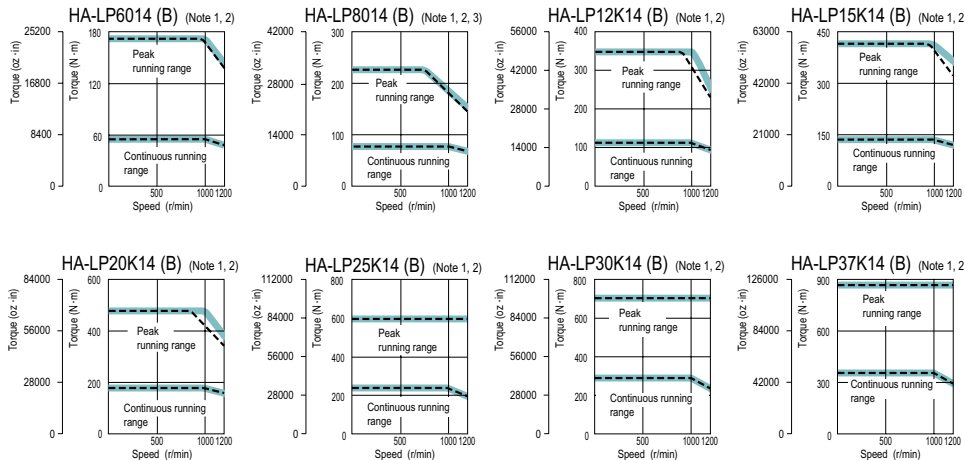 HA-LP6014 (B) (Note 1, 2)
Torque (oz ·in)
Torque (N ·m)
25200
16800
8400
0
180
120
60
0
Peak
running range
Continuous running
range
500
1000
1200
Speed (r/min)
HA-LP8014 (B) (Note 1, 2, 3)
Torque (oz ·in)
Torque (N ·m)
42000
28000
14000
0
300
200
100
0
Peak
running range
Continuous running
range
500
1000
1200
Speed (r/min)
HA-LP12K14 (B) (Note 1, 2)
Torque (oz ·in)
Torque (N ·m)
56000
42000
28000
14000
0
400
300
200
100
0
Peak
running range
Continuous running
range
500
1000
1200
Speed (r/min)
HA-LP15K14 (B) (Note 1, 2
Torque (oz ·in)
Torque (N ·m)
63000
42000
21000
0
450
300
150
0
Peak
running range
Continuous running
range
500
1000
1200
Speed (r/min)
HA-LP20K14 (B) (Note 1, 2)
Torque (oz ·in)
Torque (N ·m)
84000
56000
28000
0
600
400
200
0
Peak
running range
Continuous running
range
500
1000
1200
Speed (r/min)
HA-LP25K14 (B) (Note 1, 2)
Torque (oz ·in)
Torque (N ·m)
112000
84000
56000
28000
0
800
600
400
200
0
Peak
running range
Continuous running
range
500
1000
1200
Speed (r/min)
HA-LP30K14 (B) (Note 1, 2)
Torque (oz ·in)
Torque (N ·m)
112000
84000
56000
28000
0
800
600
400
200
0
Peak
running range
Continuous running
range
500
1000
1200
Speed (r/min)
HA-LP37K14 (B) (Note 1, 2
Torque (oz ·in)
Torque (N ·m)
126000
84000
42000
0
900
600
300
0
Peak
running range
Continuous running
range
500
1000
1200
Speed (r/min)